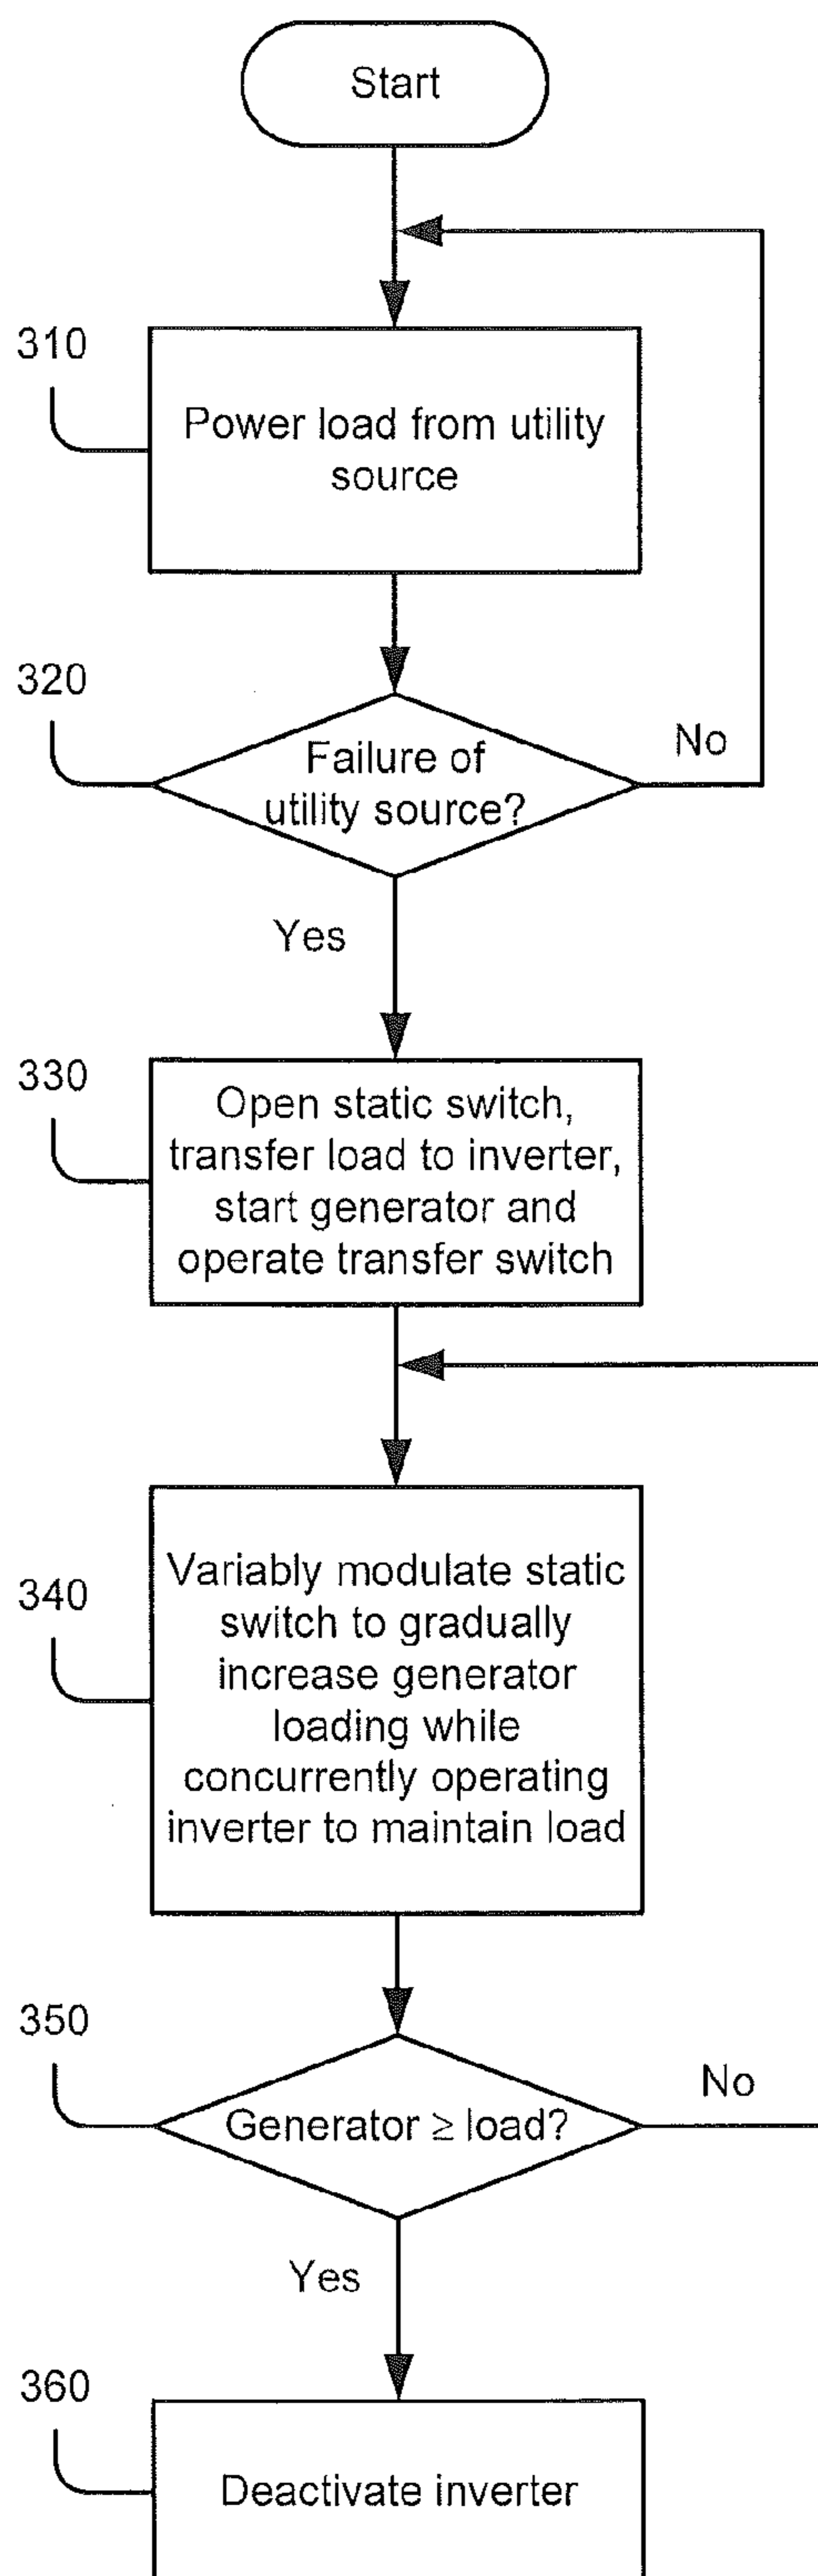 Start
310
Power load from utility
source
320
Failure of
utility source?
No
Yes
330
Open static switch,
transfer load to inverter,
start generator and
operate transfer switch
340
Variably modulate static
switch to gradually
increase generator
loading while
concurrently operating
inverter to maintain load
350
Generator ≥ load?
No
Yes
360
Deactivate inverter